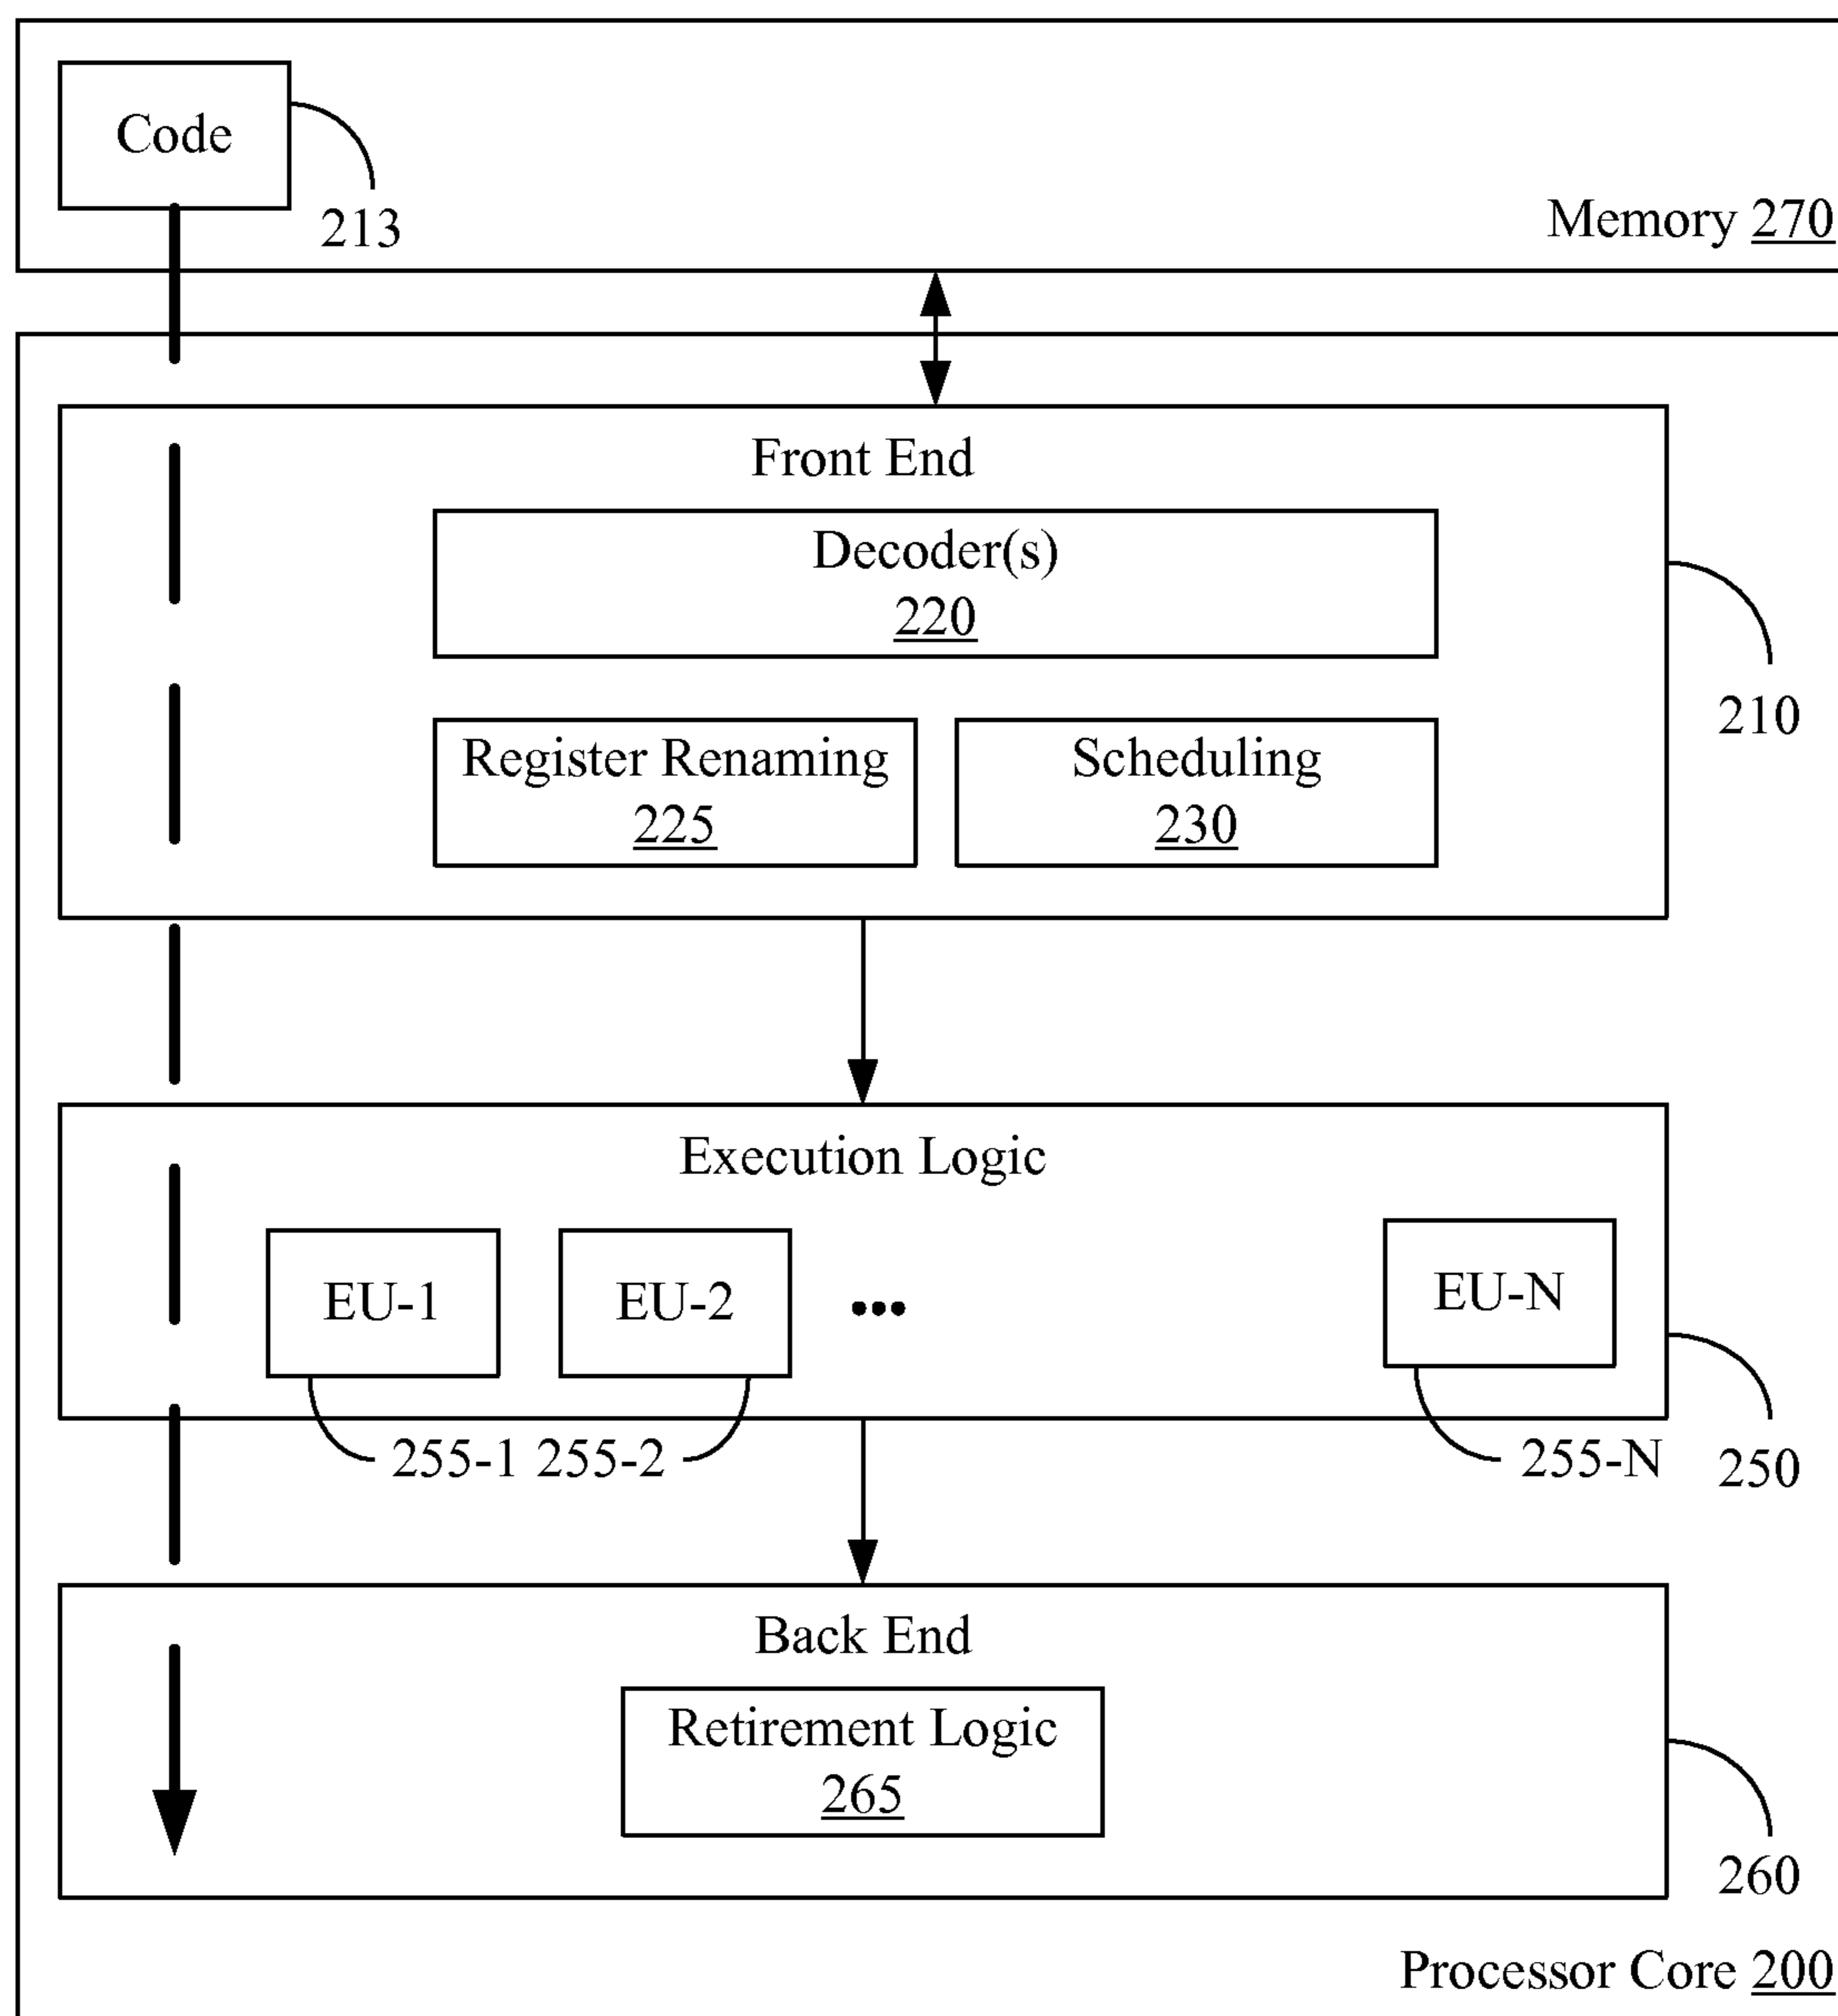 Code
213
Memory 270
Front End
Decoder(s)
220
Register Renaming
225
Scheduling
230
210
Execution Logic
EU-1
EU-2
•••
EU-N
255-1
255-2
255-N
250
Back End
Retirement Logic
265
260
Processor Core 200